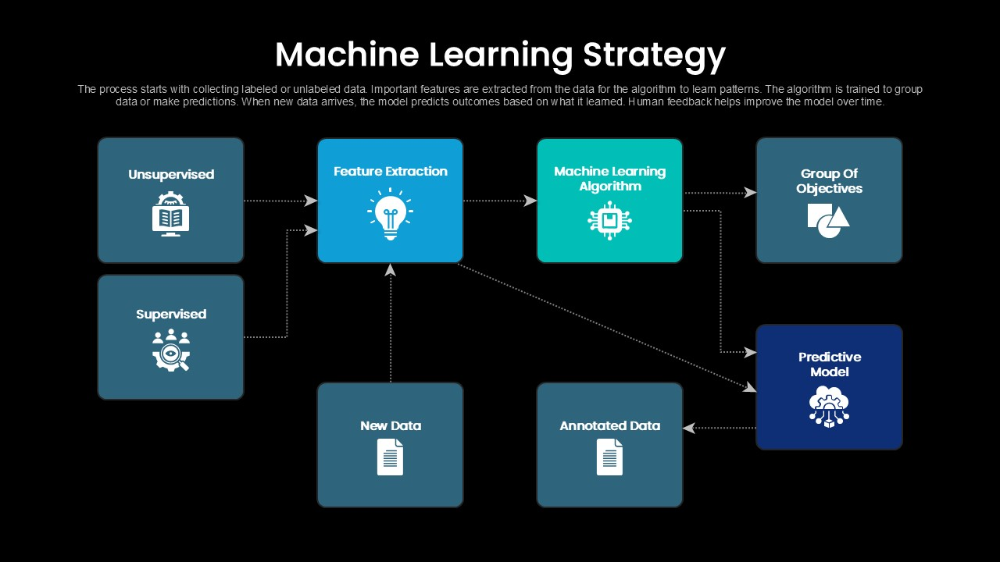 Machine Learning Strategy
The process starts with collecting labeled or unlabeled data. Important features are extracted from the data for the algorithm to learn patterns. The algorithm is trained to group
data or make predictions. When new data arrives, the model predicts outcomes based on what it learned. Human feedback helps improve the model over time.
Unsupervised
Feature Extraction
Machine Learning
Algorithm
Group Of
Objectives
Supervised
Predictive
Model
New Data
Annotated Data